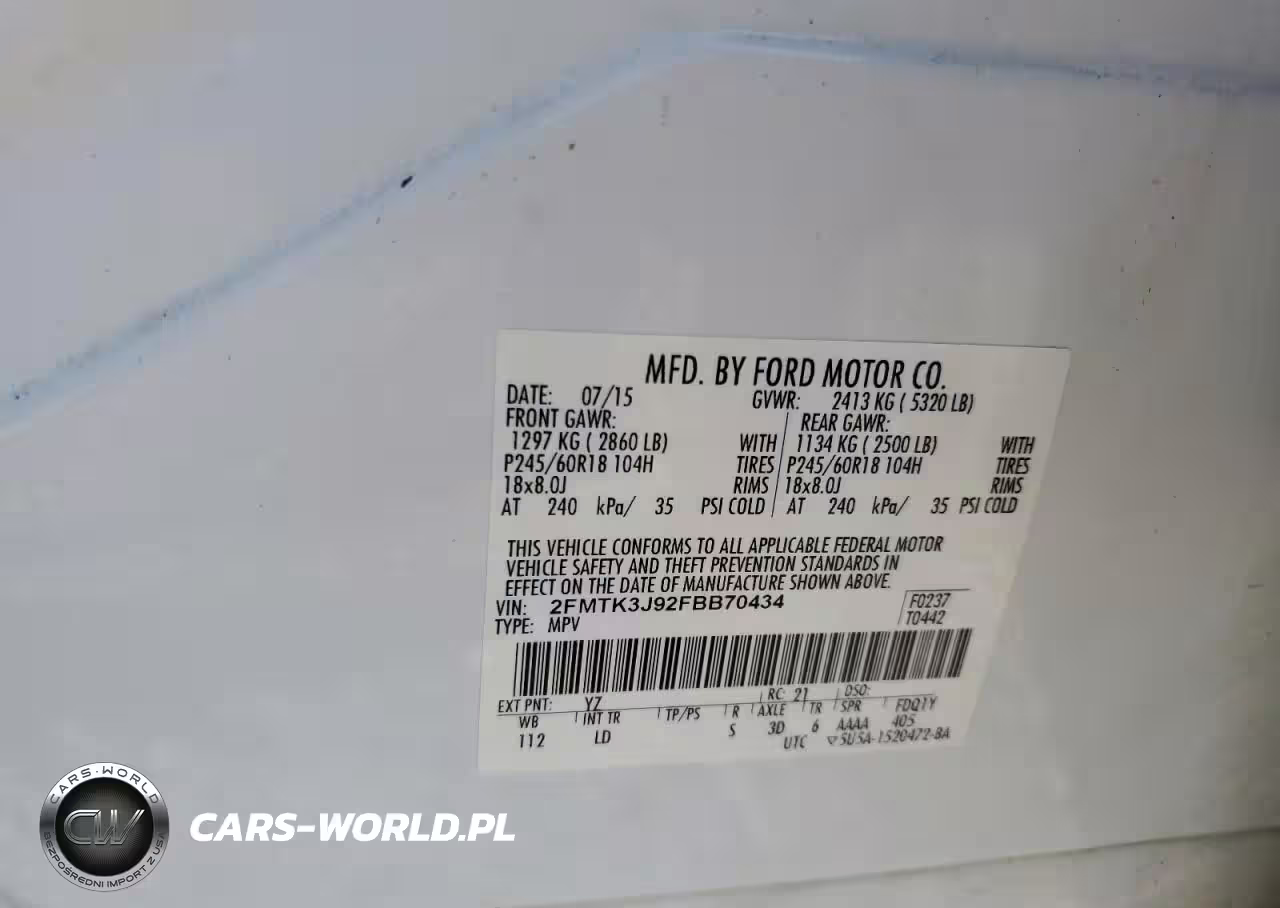 MFD. BY FORD MOTOR CO.
DATE: 07/15 GVWR: 2413 KG ( 5320 LB)
FRONT GAWR: REAR GAWR:
1297 KG ( 2860 LB) WITH 1134 KG ( 2500 LB) WITH
P245/60R18 104H TIRES P245/60R18 104H TIRES
18x8.0J RIMS 18x8.0J RIMS
AT 240 kPa/ 35 PSI COLD AT 240 kPa/ 35 PSI COLD
THIS VEHICLE CONFORMS TO ALL APPLICABLE FEDERAL MOTOR
VEHICLE SAFETY AND THEFT PREVENTION STANDARDS IN
EFFECT ON THE DATE OF MANUFACTURE SHOWN ABOVE.
VIN: 2FMTK3J92FBB70434 F0237
TYPE: MPV T0442
EXT PNT: YZ RC: 21 DSO:
WB INT TR TP/PS R AXLE TR SPR FDQ1Y
112 LD S 3D 6 AAAA 405
UTC 5U5A-1520472-BA
CARS-WORLD
CW
BEZPOŚREDNI IMPORT Z USA
CARS-WORLD.PL